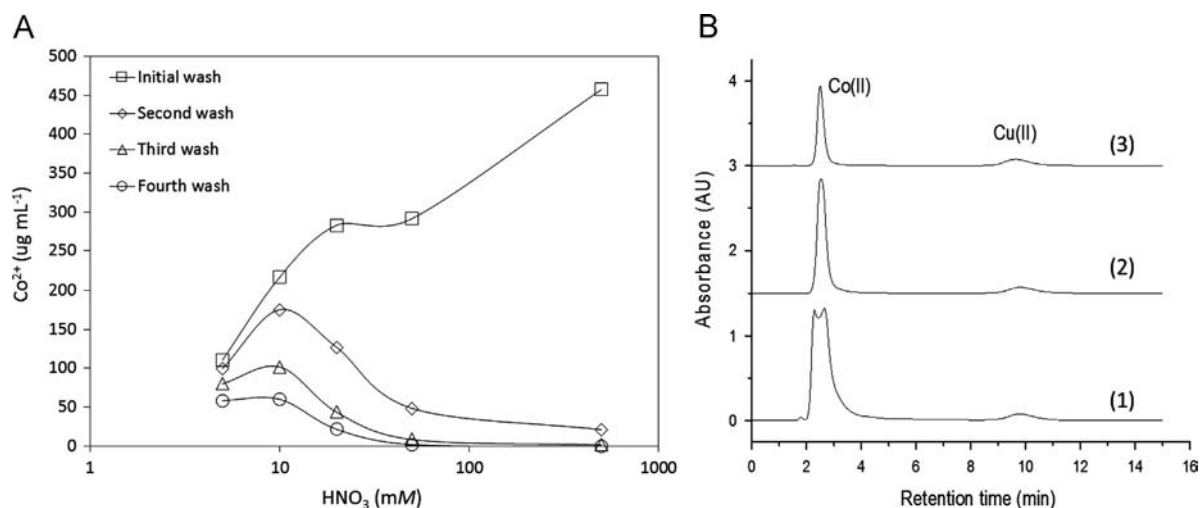 A
500
450
400
350
300
250
200
150
100
50
0
Co²⁺ (ug mL⁻¹)
Initial wash
Second wash
Third wash
Fourth wash
1
10
100
1000
HNO₃ (mM)
B
4
3
2
1
0
Absorbance (AU)
Co(II)
Cu(II)
(3)
(2)
(1)
0 2 4 6 8 10 12 14 16
Retention time (min)